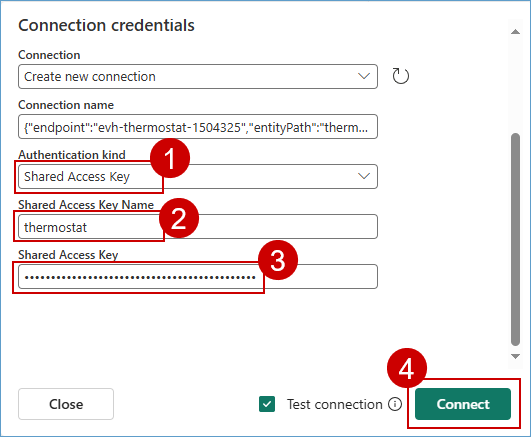 Connection credentials
Connection
Create new connection
Connection name
{"endpoint":"evh-thermostat-1504325","entityPath":"therm...
Authentication kind
1
Shared Access Key
Shared Access Key Name
2
thermostat
Shared Access Key
3
••••••••••••••••••••••••••••••••••••••••••••
4
Close
Test connection
Connect